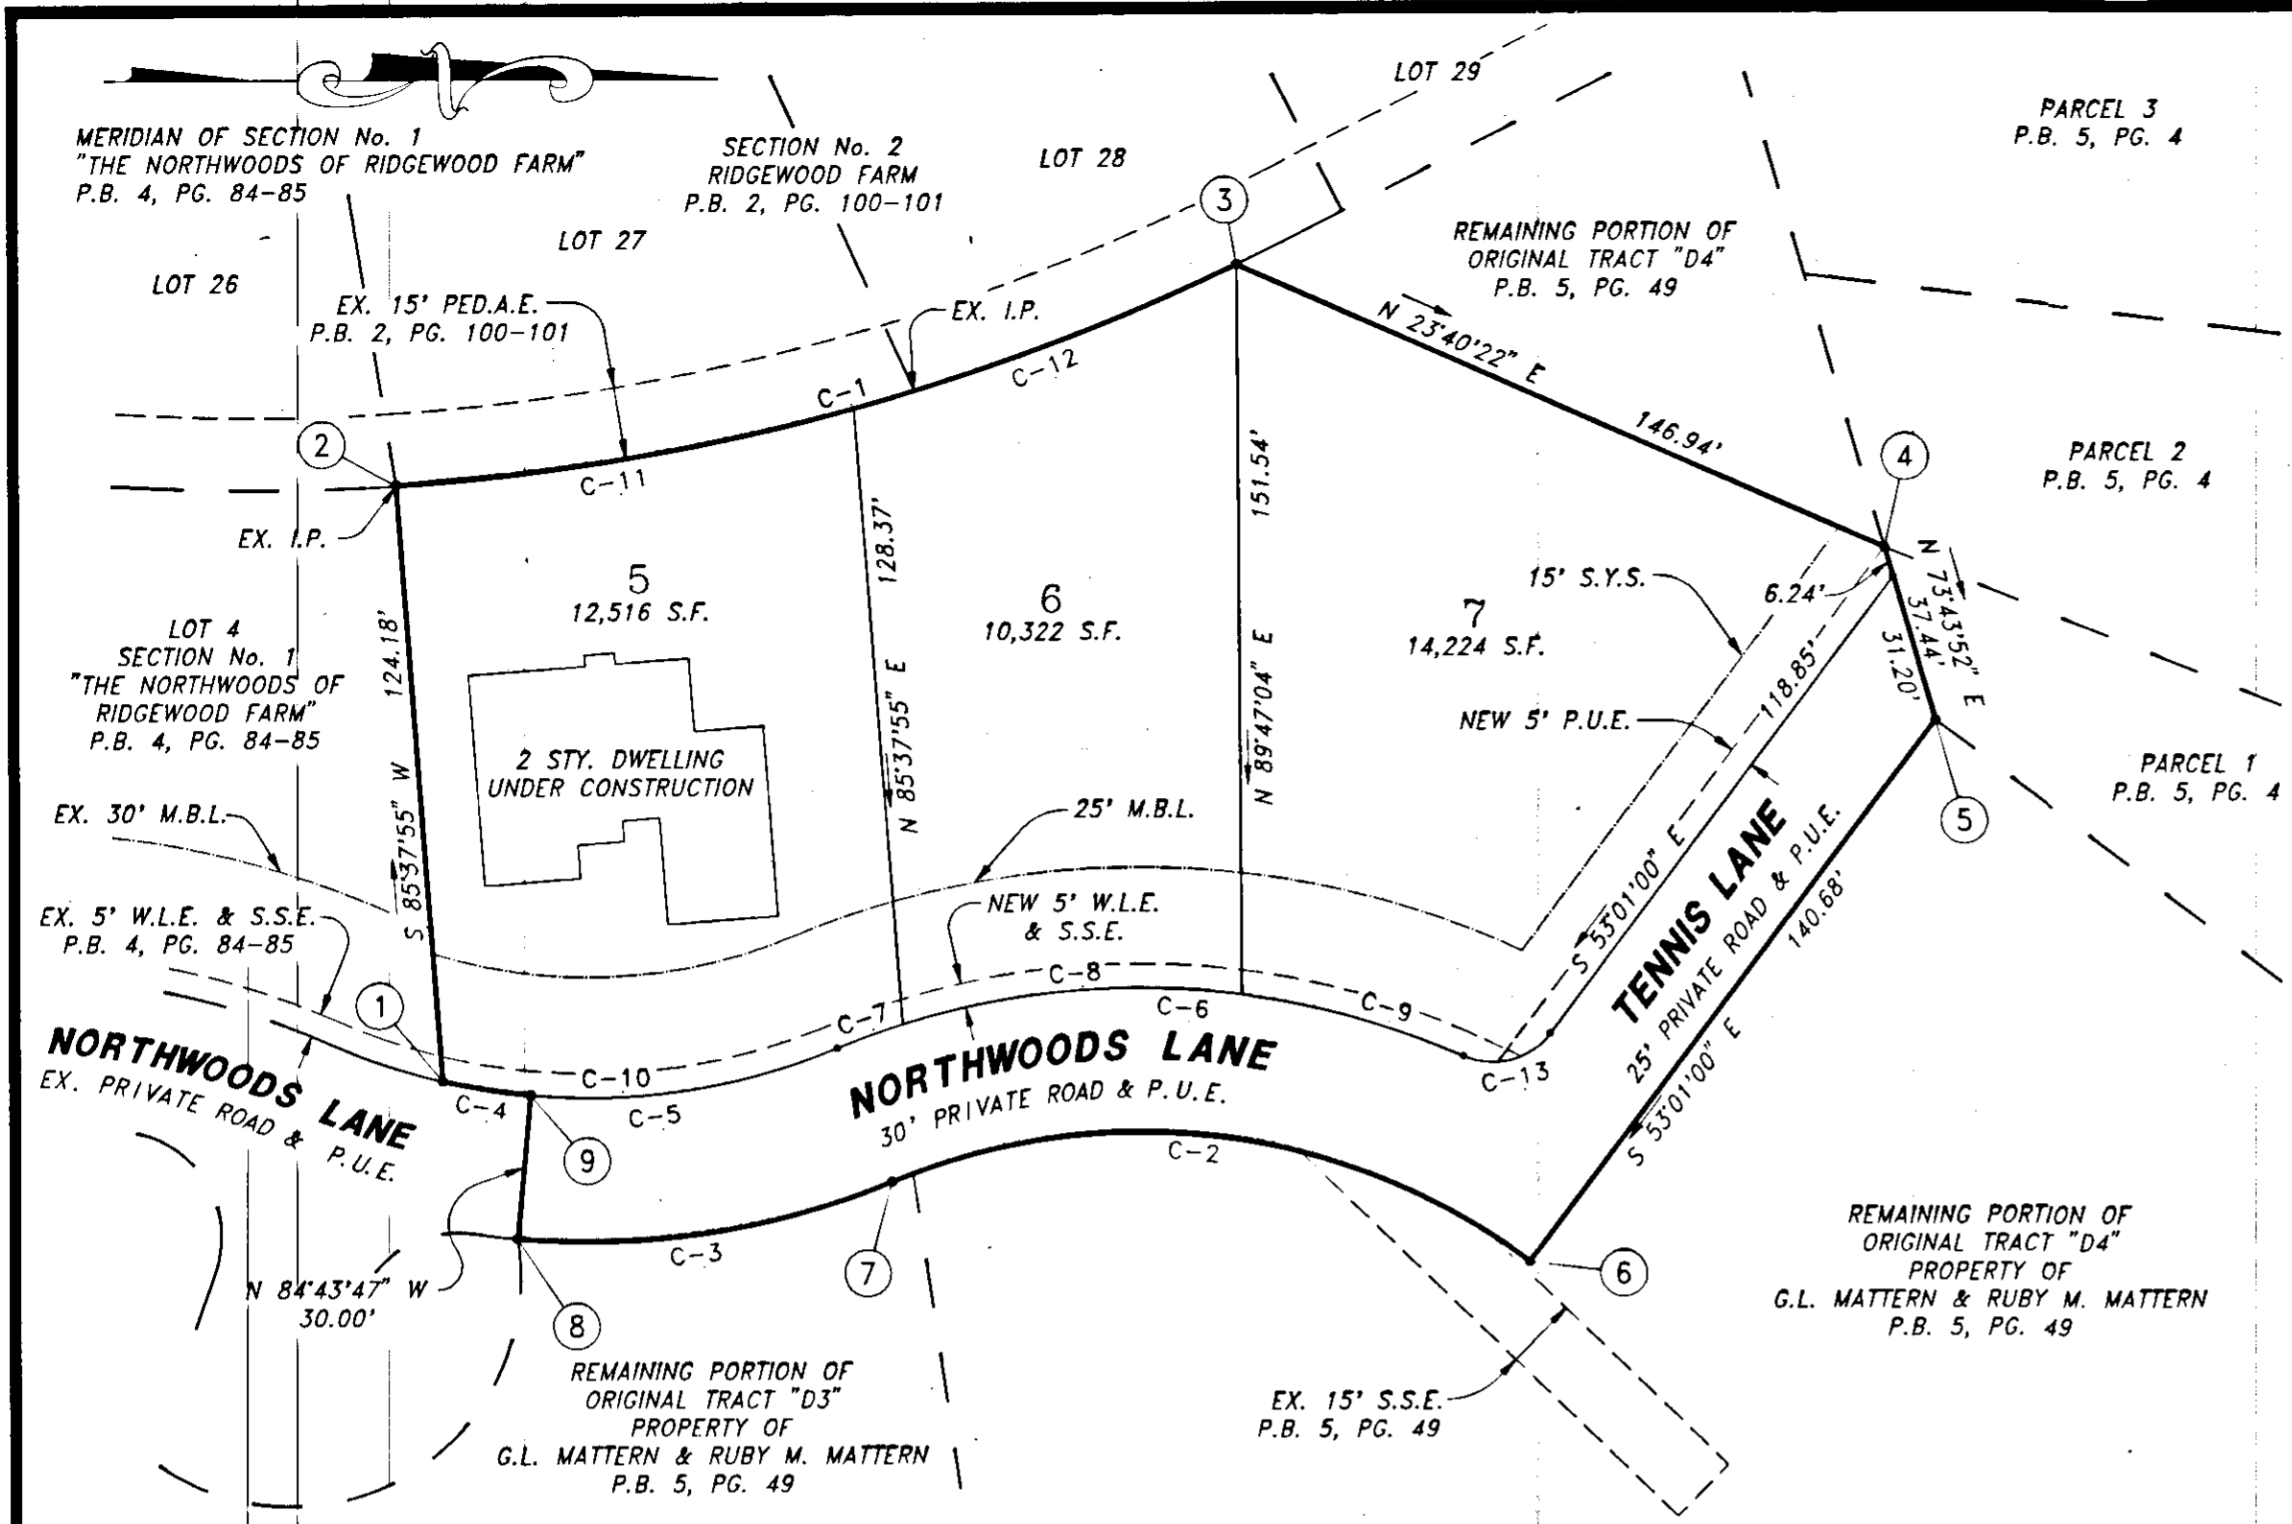 MERIDIAN OF SECTION No. 1
"THE NORTHWOODS OF RIDGEWOOD FARM"
P.B. 4, PG. 84-85
SECTION No. 2
RIDGEWOOD FARM
P.B. 2, PG. 100-101
LOT 28
LOT 29
PARCEL 3
P.B. 5, PG. 4
3
LOT 27
LOT 26
REMAINING PORTION OF
ORIGINAL TRACT "D4"
P.B. 5, PG. 49
EX. 15' PED.A.E.
P.B. 2, PG. 100-101
EX. I.P.
N 23°40'22" E
146.94'
C-12
C-1
C-11
2
EX. I.P.
4
PARCEL 2
P.B. 5, PG. 4
124.18'
S 85°37'55" W
128.37'
N 85°37'55" E
151.54'
N 89°47'04" E
5
12,516 S.F.
6
10,322 S.F.
7
14,224 S.F.
15' S.Y.S.
6.24'
N 73°43'52" E
37.44'
31.20'
LOT 4
SECTION No. 1
"THE NORTHWOODS OF
RIDGEWOOD FARM"
P.B. 4, PG. 84-85
2 STY. DWELLING
UNDER CONSTRUCTION
NEW 5' P.U.E.
118.85'
S 53°01'00" E
PARCEL 1
P.B. 5, PG. 4
5
EX. 30' M.B.L.
25' M.B.L.
EX. 5' W.L.E. & S.S.E.
P.B. 4, PG. 84-85
NEW 5' W.L.E.
& S.S.E.
TENNIS LANE
25' PRIVATE ROAD & P.U.E.
140.68'
S 53°01'00" E
1
C-8
C-7
C-6
C-9
C-13
C-10
C-4
C-5
NORTHWOODS LANE
EX. PRIVATE ROAD & P.U.E.
NORTHWOODS LANE
30' PRIVATE ROAD & P.U.E.
C-2
9
C-3
7
6
N 84°43'47" W
30.00'
8
REMAINING PORTION OF
ORIGINAL TRACT "D4"
PROPERTY OF
G.L. MATTERN & RUBY M. MATTERN
P.B. 5, PG. 49
REMAINING PORTION OF
ORIGINAL TRACT "D3"
PROPERTY OF
G.L. MATTERN & RUBY M. MATTERN
P.B. 5, PG. 49
EX. 15' S.S.E.
P.B. 5, PG. 49